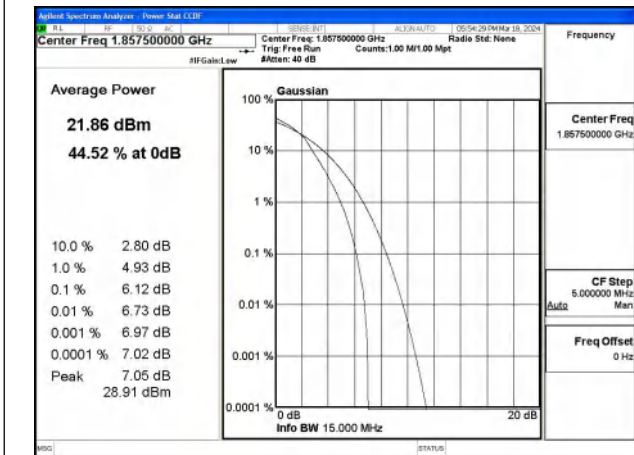 Agilent Spectrum Analyzer - Power Stat CCDF
RL RF 50 Ω AC SENSE:INT ALIGN AUTO 05:54:29 PM Mar 18, 2024
Center Freq 1.857500000 GHz
Center Freq: 1.857500000 GHz Radio Std: None
Trig: Free Run Counts:1.00 M/1.00 Mpt
#IFGain:Low #Atten: 40 dB
Frequency
Average Power
21.86 dBm
44.52 % at 0dB
10.0 % 2.80 dB
1.0 % 4.93 dB
0.1 % 6.12 dB
0.01 % 6.73 dB
0.001 % 6.97 dB
0.0001 % 7.02 dB
Peak 7.05 dB
28.91 dBm
Gaussian
100 %
10 %
1 %
0.1 %
0.01 %
0.001 %
0.0001 %
0 dB 20 dB
Info BW 15.000 MHz
Center Freq
1.857500000 GHz
CF Step
5.000000 MHz
Auto Man
Freq Offset
0 Hz
MSG STATUS